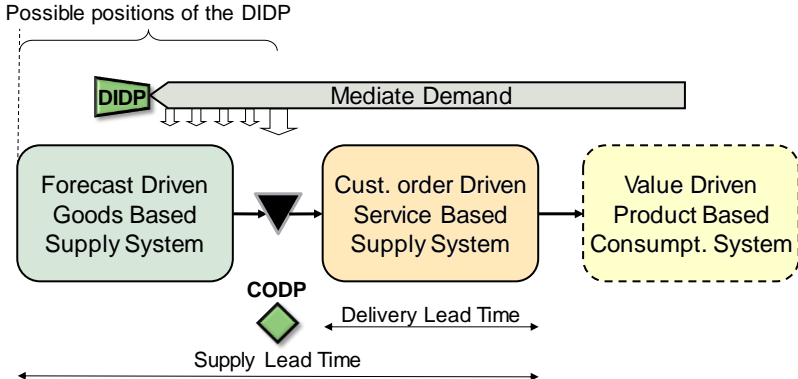 Possible positions of the DIDP
DIDP
Mediate Demand
Forecast Driven
Goods Based
Supply System
Cust. order Driven
Service Based
Supply System
Value Driven
Product Based
Consumpt. System
CODP
Delivery Lead Time
Supply Lead Time